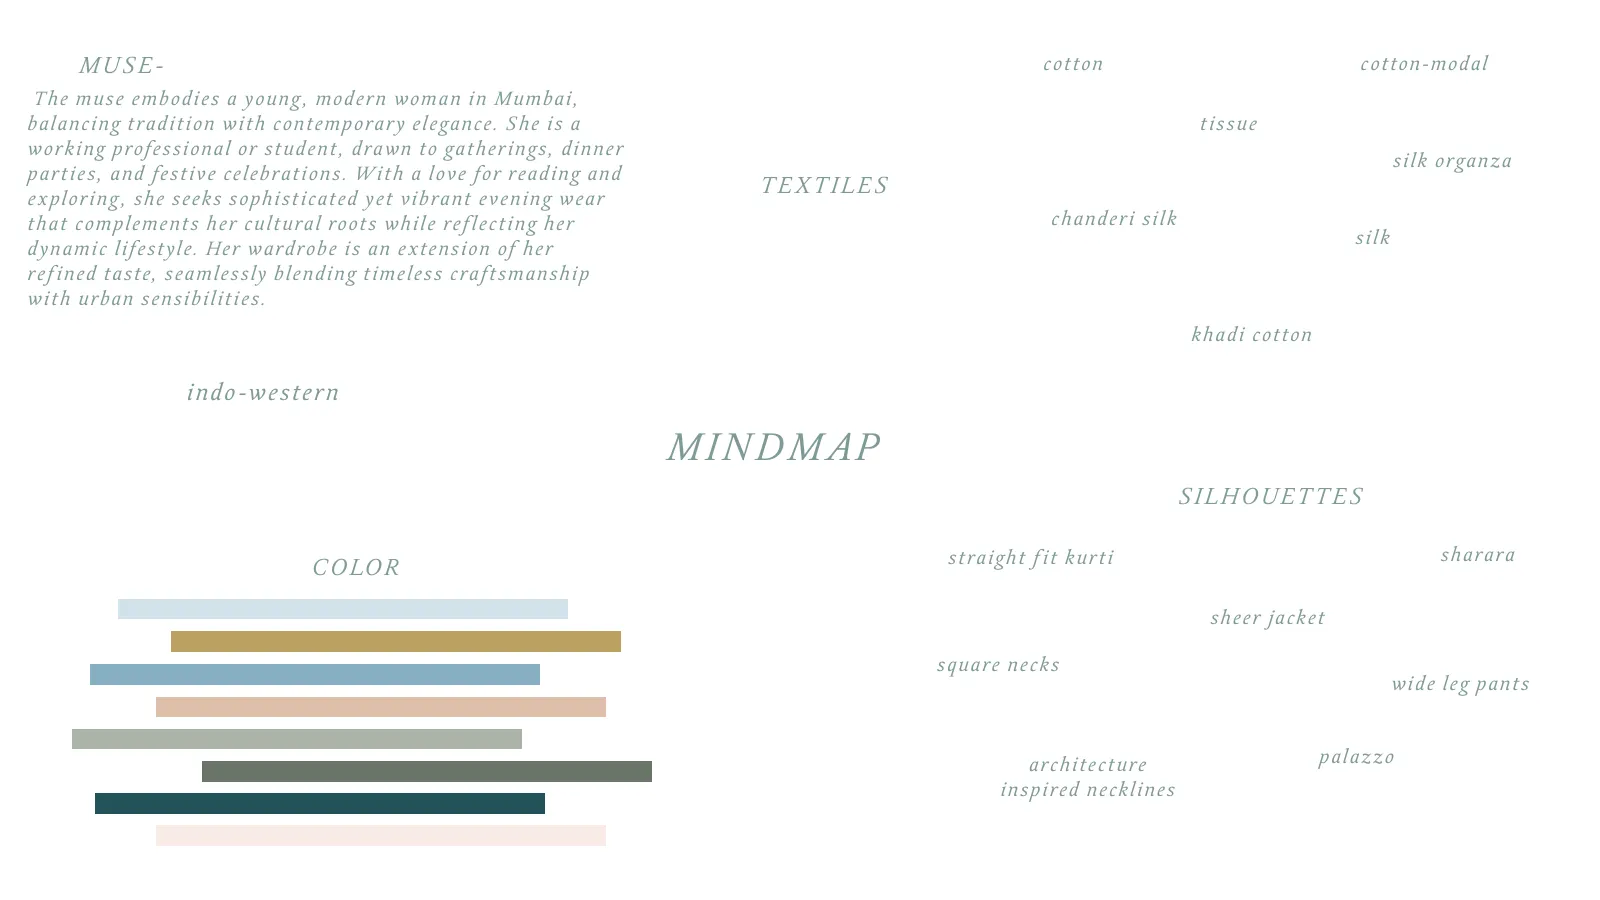 MUSE-
The muse embodies a young, modern woman in Mumbai,
balancing tradition with contemporary elegance. She is a
working professional or student, drawn to gatherings, dinner
parties, and festive celebrations. With a love for reading and
exploring, she seeks sophisticated yet vibrant evening wear
that complements her cultural roots while reflecting her
dynamic lifestyle. Her wardrobe is an extension of her
refined taste, seamlessly blending timeless craftsmanship
with urban sensibilities.
indo-western
TEXTILES
cotton
cotton-modal
tissue
silk organza
chanderi silk
silk
khadi cotton
MINDMAP
COLOR
SILHOUETTES
straight fit kurti
sharara
sheer jacket
square necks
wide leg pants
palazzo
architecture
inspired necklines